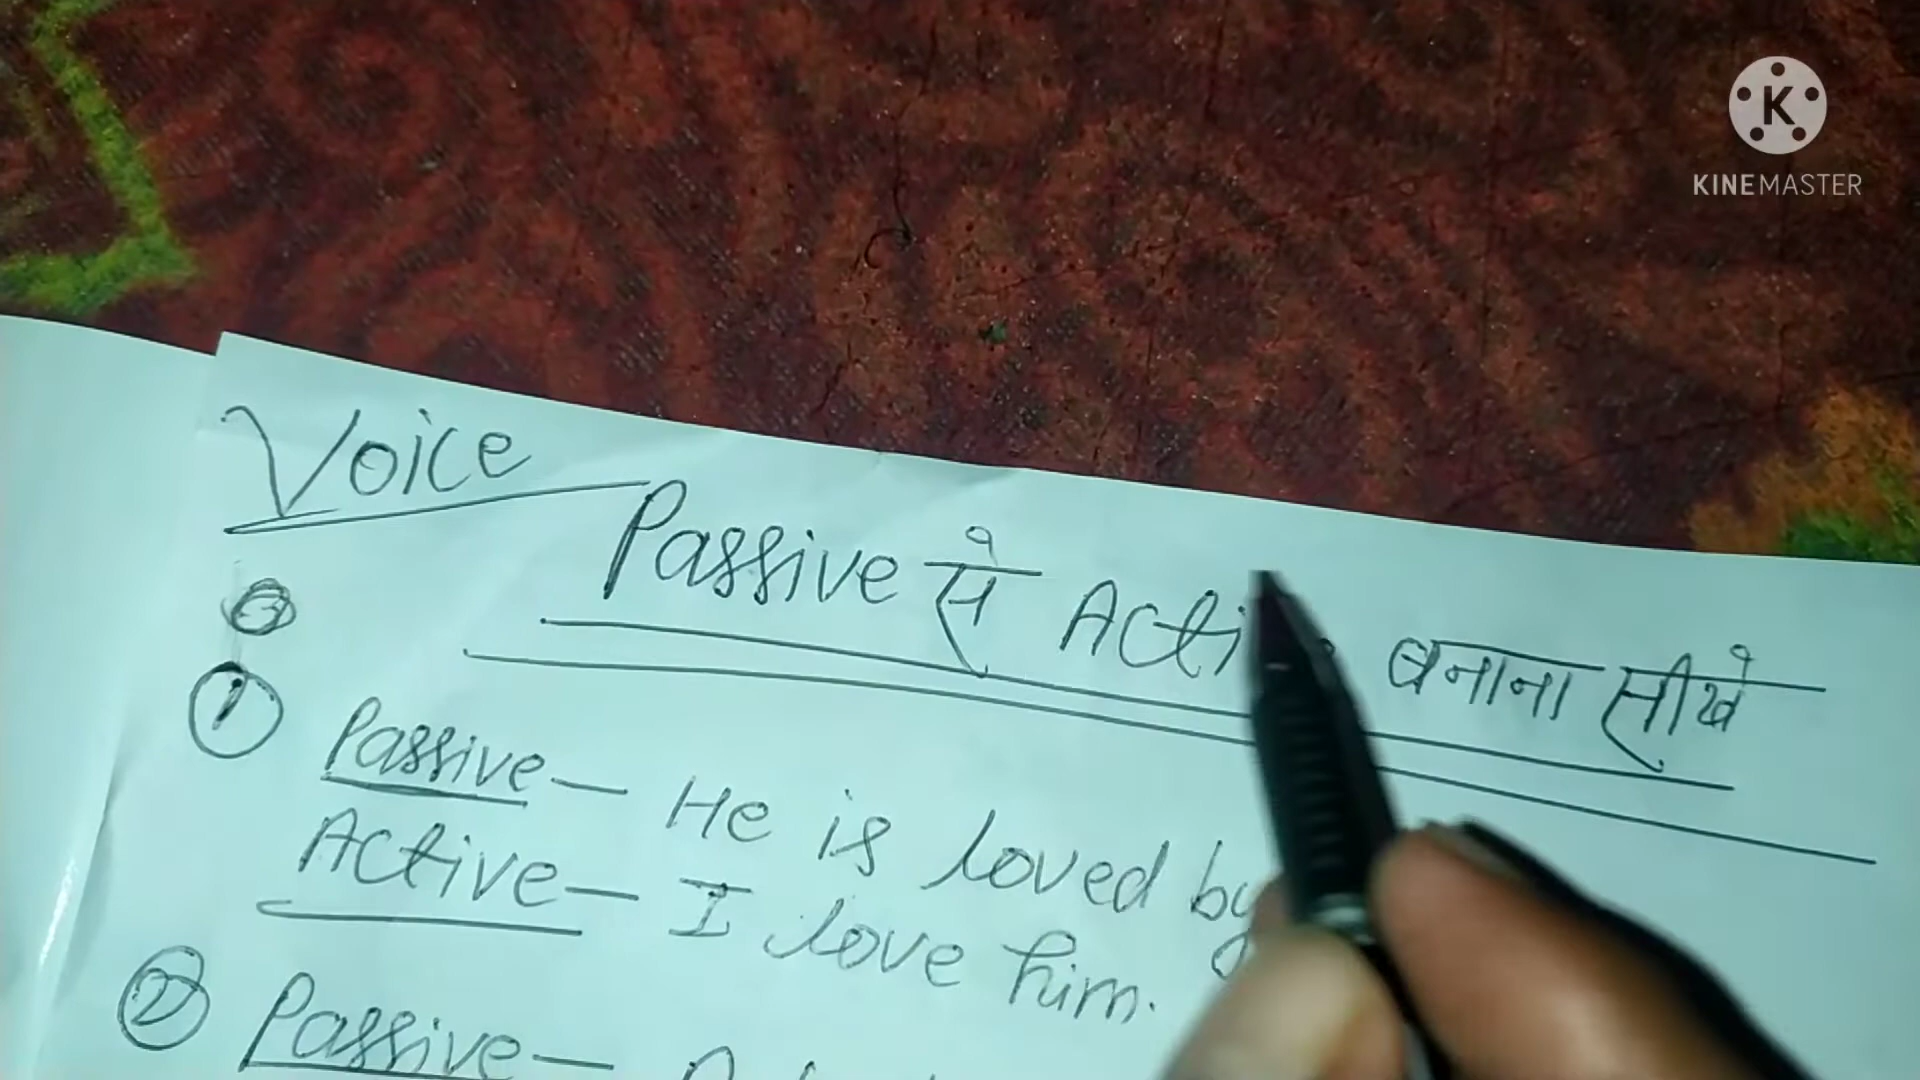 KINEMASTER
Voice
Passive से Acti बनाना सीखे
1 Passive — He is loved by
Active — I love him.
2 Passive —